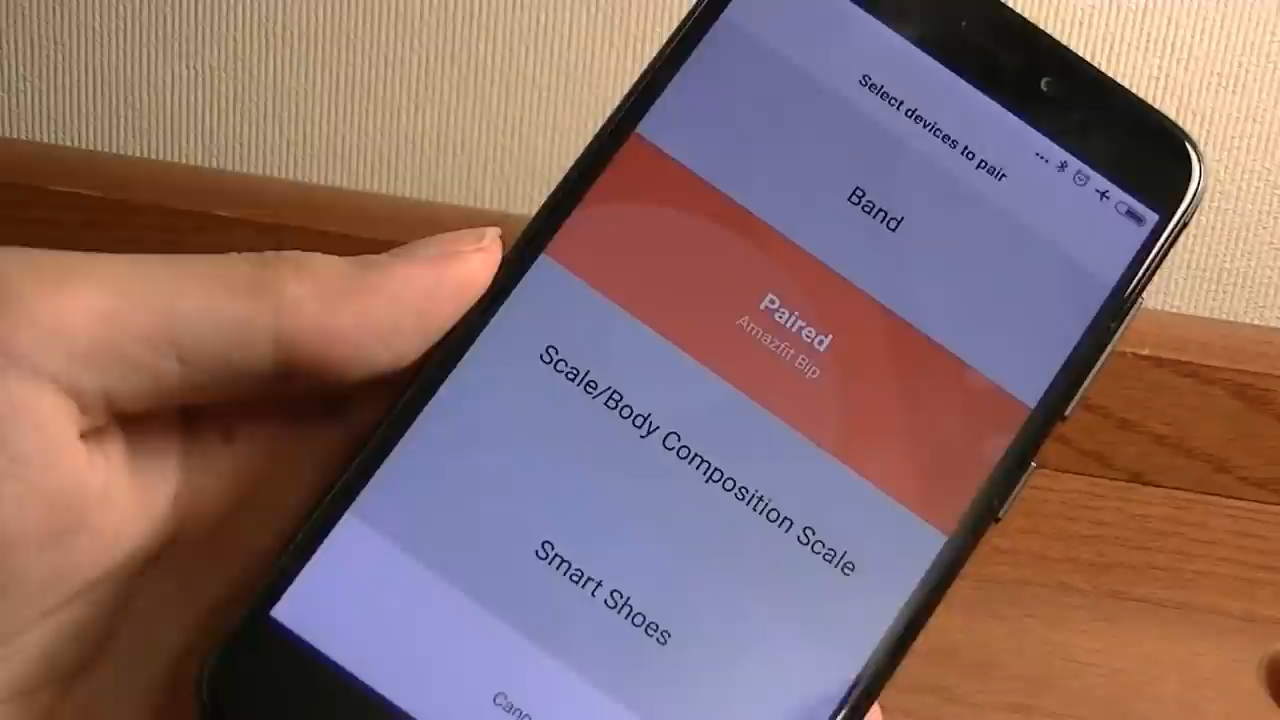 Select devices to pair
Band
Paired
Amazfit Bip
Scale/Body Composition Scale
Smart Shoes